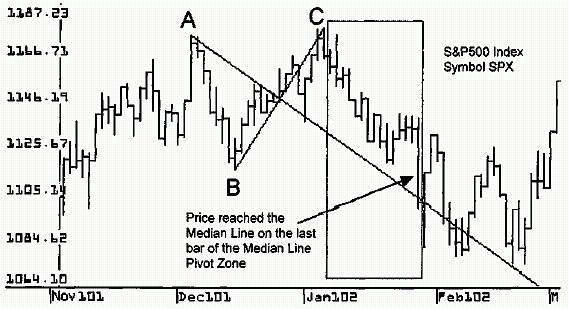 1187.23
A
C
1166.71
S&P500 Index
Symbol SPX
1146.19
1125.67
B
1105.14
Price reached the
Median Line on the last
bar of the Median Line
Pivot Zone
1084.62
1064.10
Nov101
Dec101
Jan102
Feb102
M